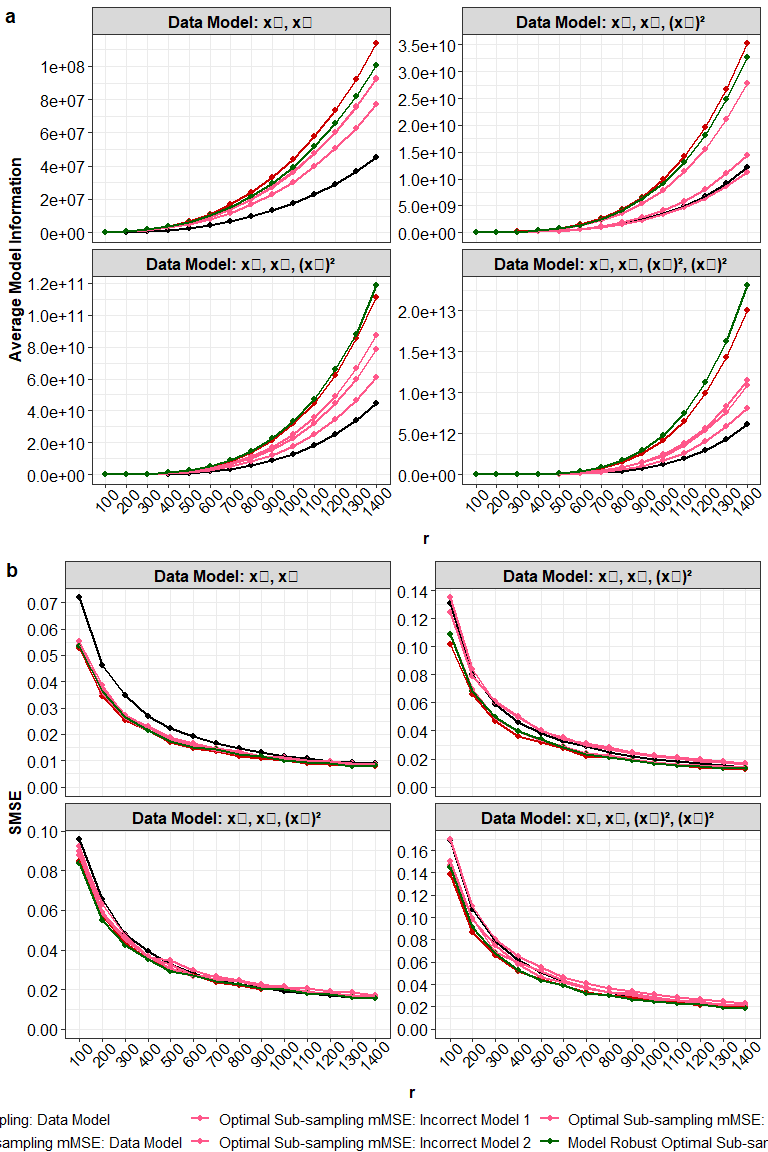 a
Data Model: x▯, x▯
Data Model: x▯, x▯, (x▯)²
Average Model Information
1e+08
8e+07
6e+07
4e+07
2e+07
0e+00
3.5e+10
3.0e+10
2.5e+10
2.0e+10
1.5e+10
1.0e+10
5.0e+09
0.0e+00
Data Model: x▯, x▯, (x▯)²
Data Model: x▯, x▯, (x▯)², (x▯)²
1.2e+11
1.0e+11
8.0e+10
6.0e+10
4.0e+10
2.0e+10
0.0e+00
2.0e+13
1.5e+13
1.0e+13
5.0e+12
0.0e+00
100 200 300 400 500 600 700 800 900 1000 1100 1200 1300 1400
100 200 300 400 500 600 700 800 900 1000 1100 1200 1300 1400
r
b
Data Model: x▯, x▯
Data Model: x▯, x▯, (x▯)²
SMSE
0.07
0.06
0.05
0.04
0.03
0.02
0.01
0.00
0.14
0.12
0.10
0.08
0.06
0.04
0.02
0.00
Data Model: x▯, x▯, (x▯)²
Data Model: x▯, x▯, (x▯)², (x▯)²
0.10
0.08
0.06
0.04
0.02
0.00
0.16
0.14
0.12
0.10
0.08
0.06
0.04
0.02
0.00
100 200 300 400 500 600 700 800 900 1000 1100 1200 1300 1400
100 200 300 400 500 600 700 800 900 1000 1100 1200 1300 1400
r
pling: Data Model
Optimal Sub-sampling mMSE: Incorrect Model 1
Optimal Sub-sampling mMSE:
sampling mMSE: Data Model
Optimal Sub-sampling mMSE: Incorrect Model 2
Model Robust Optimal Sub-sa